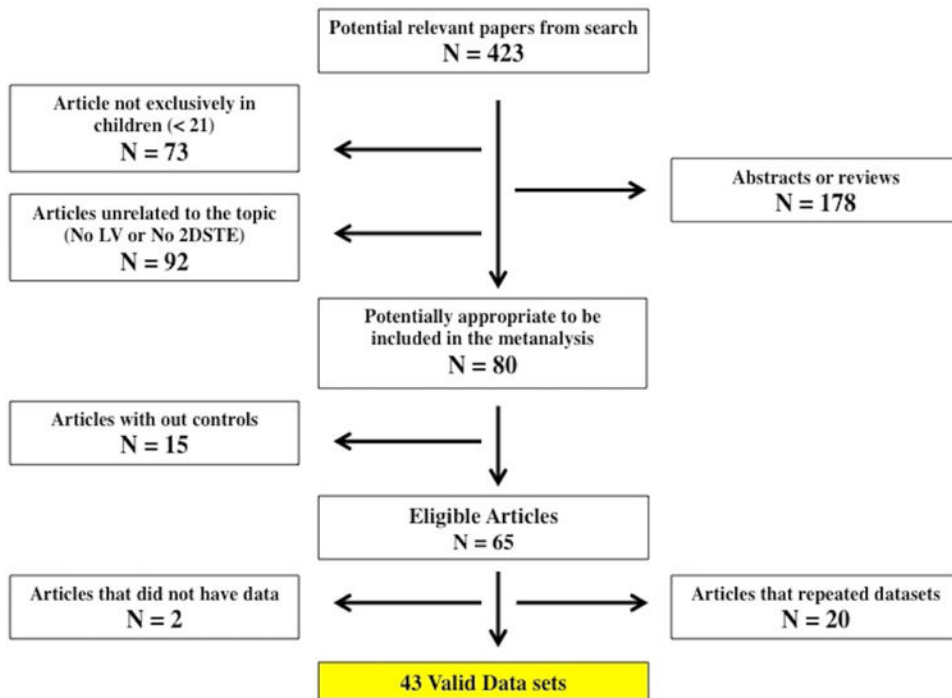 Potential relevant papers from search
N = 423
Article not exclusively in
children (< 21)
N = 73
Abstracts or reviews
N = 178
Articles unrelated to the topic
(No LV or No 2DSTE)
N = 92
Potentially appropriate to be
included in the metanalysis
N = 80
Articles with out controls
N = 15
Eligible Articles
N = 65
Articles that did not have data
N = 2
Articles that repeated datasets
N = 20
43 Valid Data sets